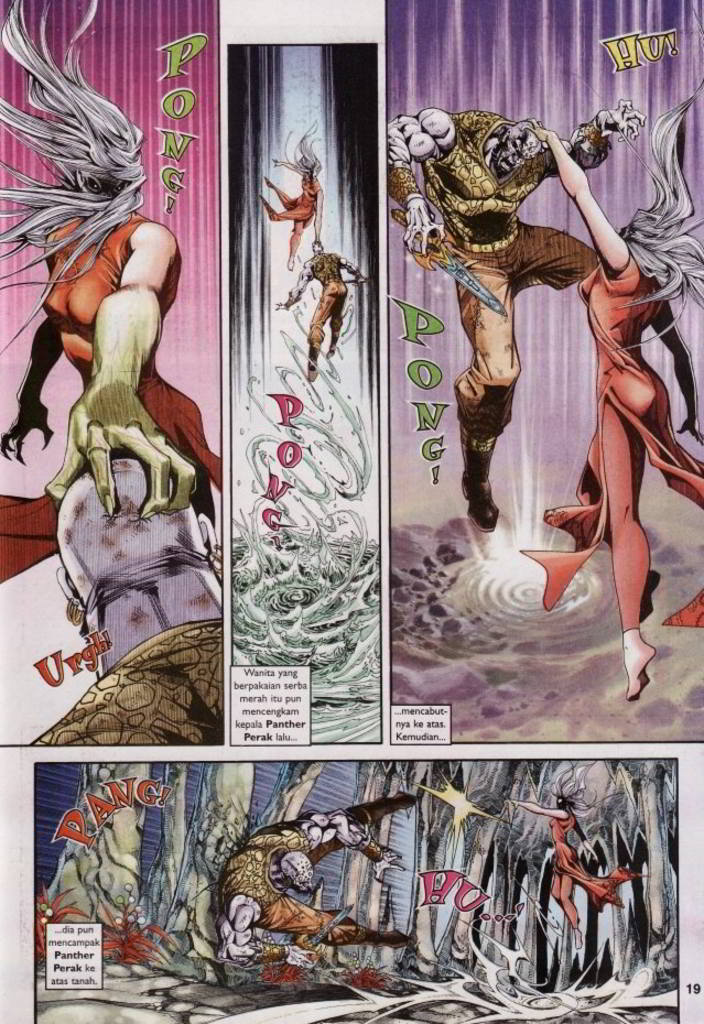 PONG!
Urgh!
PONG!
Wanita yang
berpakaian serba
merah itu pun
mencengkam
kepala Panther
Perak lalu...
HU!
PONG!
...mencabut-
nya ke atas.
Kemudian...
PANG!
HU...!
...dia pun
mencampak
Panther
Perak ke
atas tanah.
19